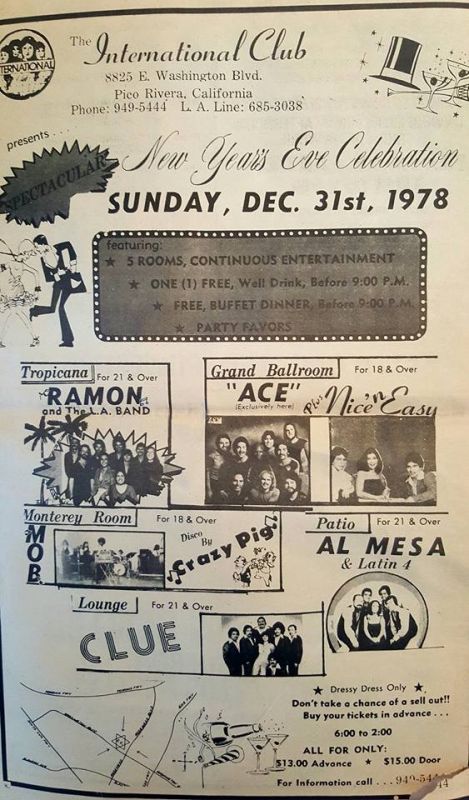 INTERNATIONAL
The International Club
8825 E. Washington Blvd.
Pico Rivera, California
Phone: 949-5444 L. A. Line: 685-3038
presents . . .
SPECTACULAR
New Year's Eve Celebration
SUNDAY, DEC. 31st, 1978
featuring:
★ 5 ROOMS, CONTINUOUS ENTERTAINMENT
★ ONE (1) FREE, Well Drink, Before 9:00 P.M.
★ FREE, BUFFET DINNER, Before 9:00 P.M.
★ PARTY FAVORS
Tropicana For 21 & Over
RAMON
and The L.A. BAND
Grand Ballroom For 18 & Over
"ACE"
(Exclusively here)
Plus Nice 'n Easy
Monterey Room For 18 & Over
MOB
Disco By
Crazy Pig
Patio For 21 & Over
AL MESA
& Latin 4
Lounge For 21 & Over
CLUE
★ Dressy Dress Only ★
Don't take a chance of a sell out!!
Buy your tickets in advance . . .
6:00 to 2:00
ALL FOR ONLY:
$13.00 Advance ★ $15.00 Door
For Information call . . . 949-5444